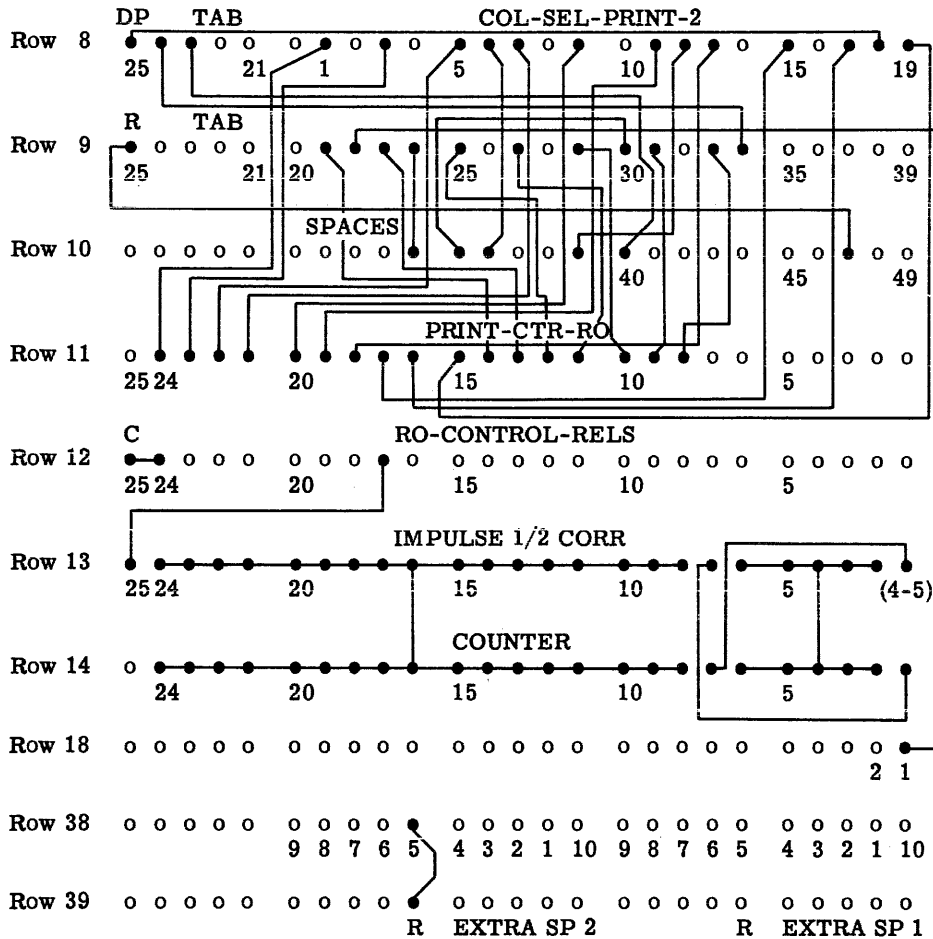 DP TAB COL-SEL-PRINT-2
Row 8
25 21 1 5 10 15 19
R TAB
Row 9
25 21 20 25 30 35 39
SPACES
Row 10
40 45 49
PRINT-CTR-RO
Row 11
25 24 20 15 10 5
C RO-CONTROL-RELS
Row 12
25 24 20 15 10 5
IMPULSE 1/2 CORR
Row 13
25 24 20 15 10 5 (4-5)
COUNTER
Row 14
24 20 15 10 5
Row 18
2 1
Row 38
9 8 7 6 5 4 3 2 1 10 9 8 7 6 5 4 3 2 1 10
Row 39
R EXTRA SP 2 R EXTRA SP 1